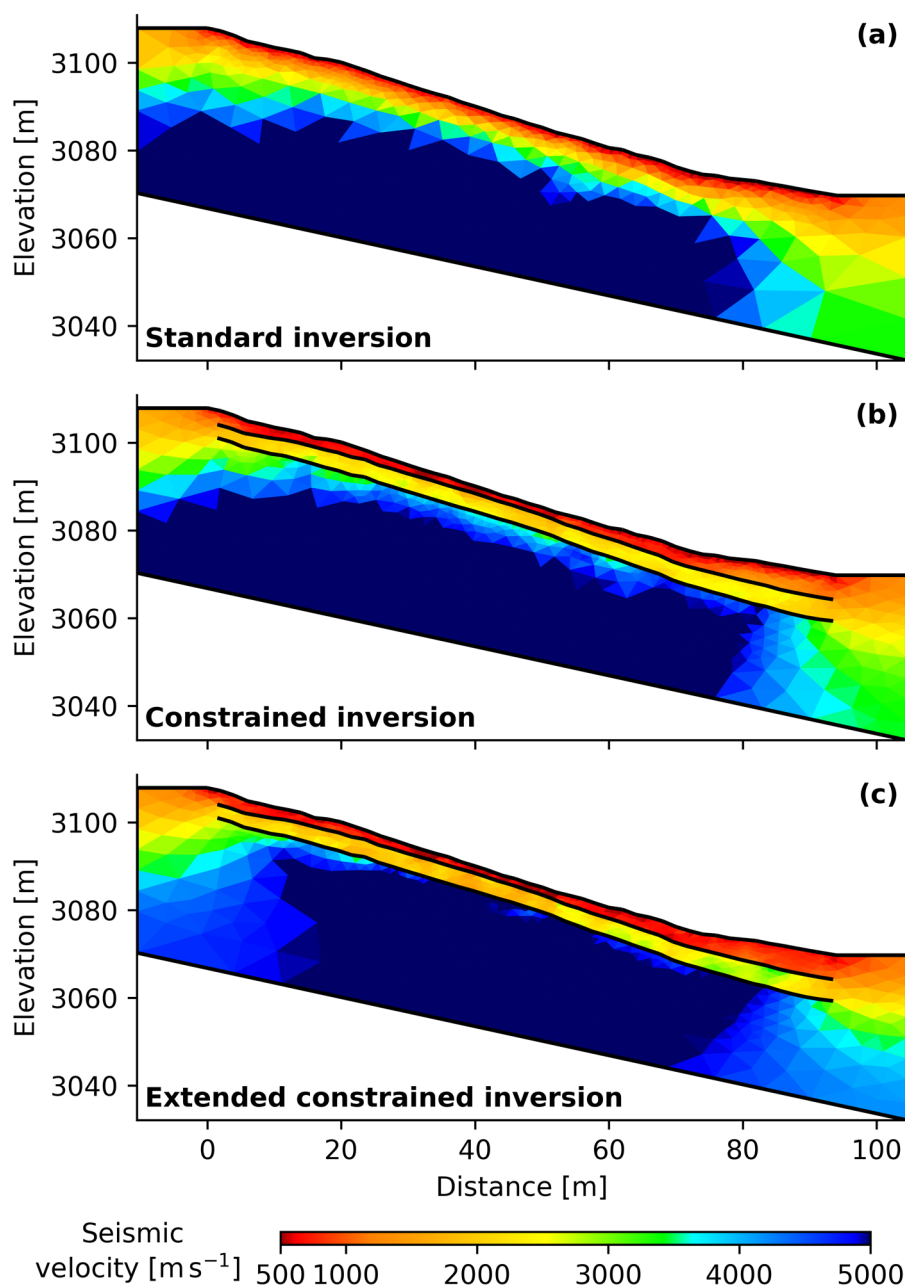 (a)
3100
3080
3060
3040
Elevation [m]
Standard inversion
(b)
3100
3080
3060
3040
Elevation [m]
Constrained inversion
(c)
3100
3080
3060
3040
Elevation [m]
Extended constrained inversion
0 20 40 60 80 100
Distance [m]
Seismic
velocity [m s⁻¹]
500 1000 2000 3000 4000 5000